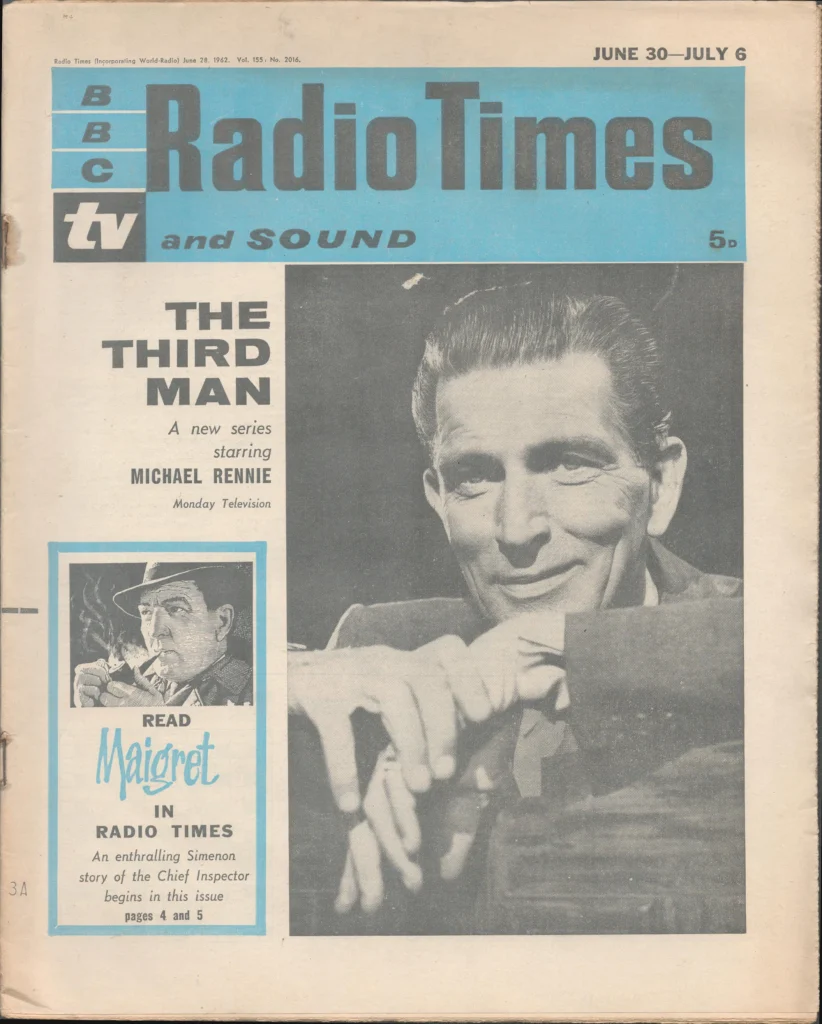 Radio Times (Incorporating World-Radio) June 28, 1962. Vol. 155: No. 2016.
JUNE 30—JULY 6
B
B
C
Radio Times
tv
and SOUND
5D
THE
THIRD
MAN
A new series
starring
MICHAEL RENNIE
Monday Television
READ
Maigret
IN
RADIO TIMES
An enthralling Simenon
story of the Chief Inspector
begins in this issue
pages 4 and 5
3A